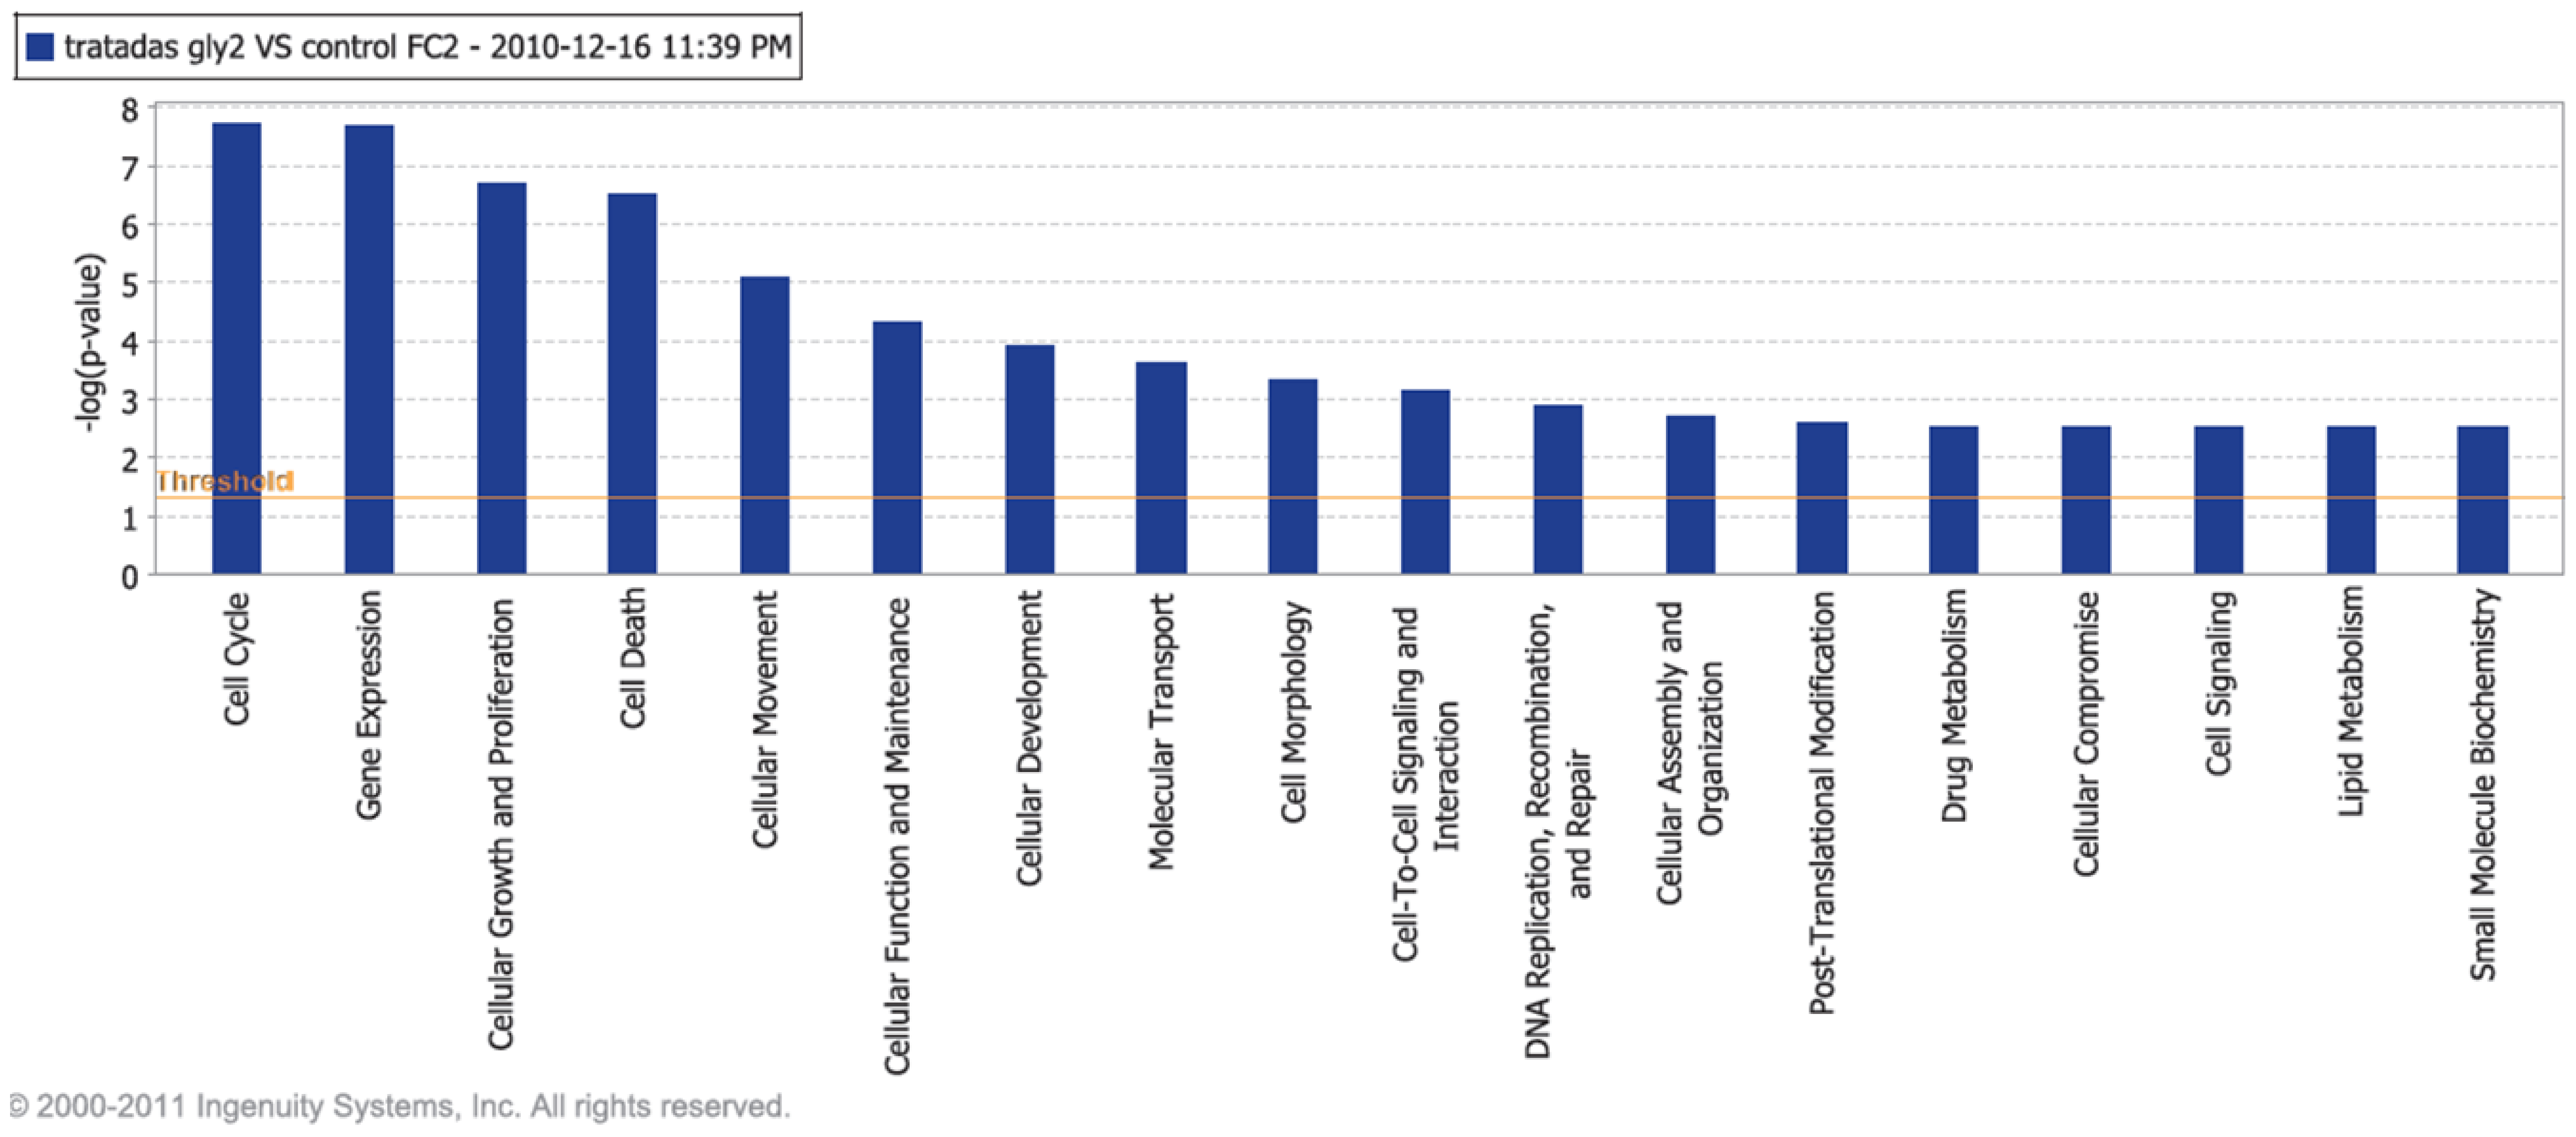 tratadas gly2 VS control FC2 - 2010-12-16 11:39 PM
8
7
6
5
4
3
2
1
0
-log(p-value)
Threshold
Cell Cycle
Gene Expression
Cellular Growth and Proliferation
Cell Death
Cellular Movement
Cellular Function and Maintenance
Cellular Development
Molecular Transport
Cell Morphology
Cell-To-Cell Signaling and
Interaction
DNA Replication, Recombination,
and Repair
Cellular Assembly and
Organization
Post-Translational Modification
Drug Metabolism
Cellular Compromise
Cell Signaling
Lipid Metabolism
Small Molecule Biochemistry
© 2000-2011 Ingenuity Systems, Inc. All rights reserved.